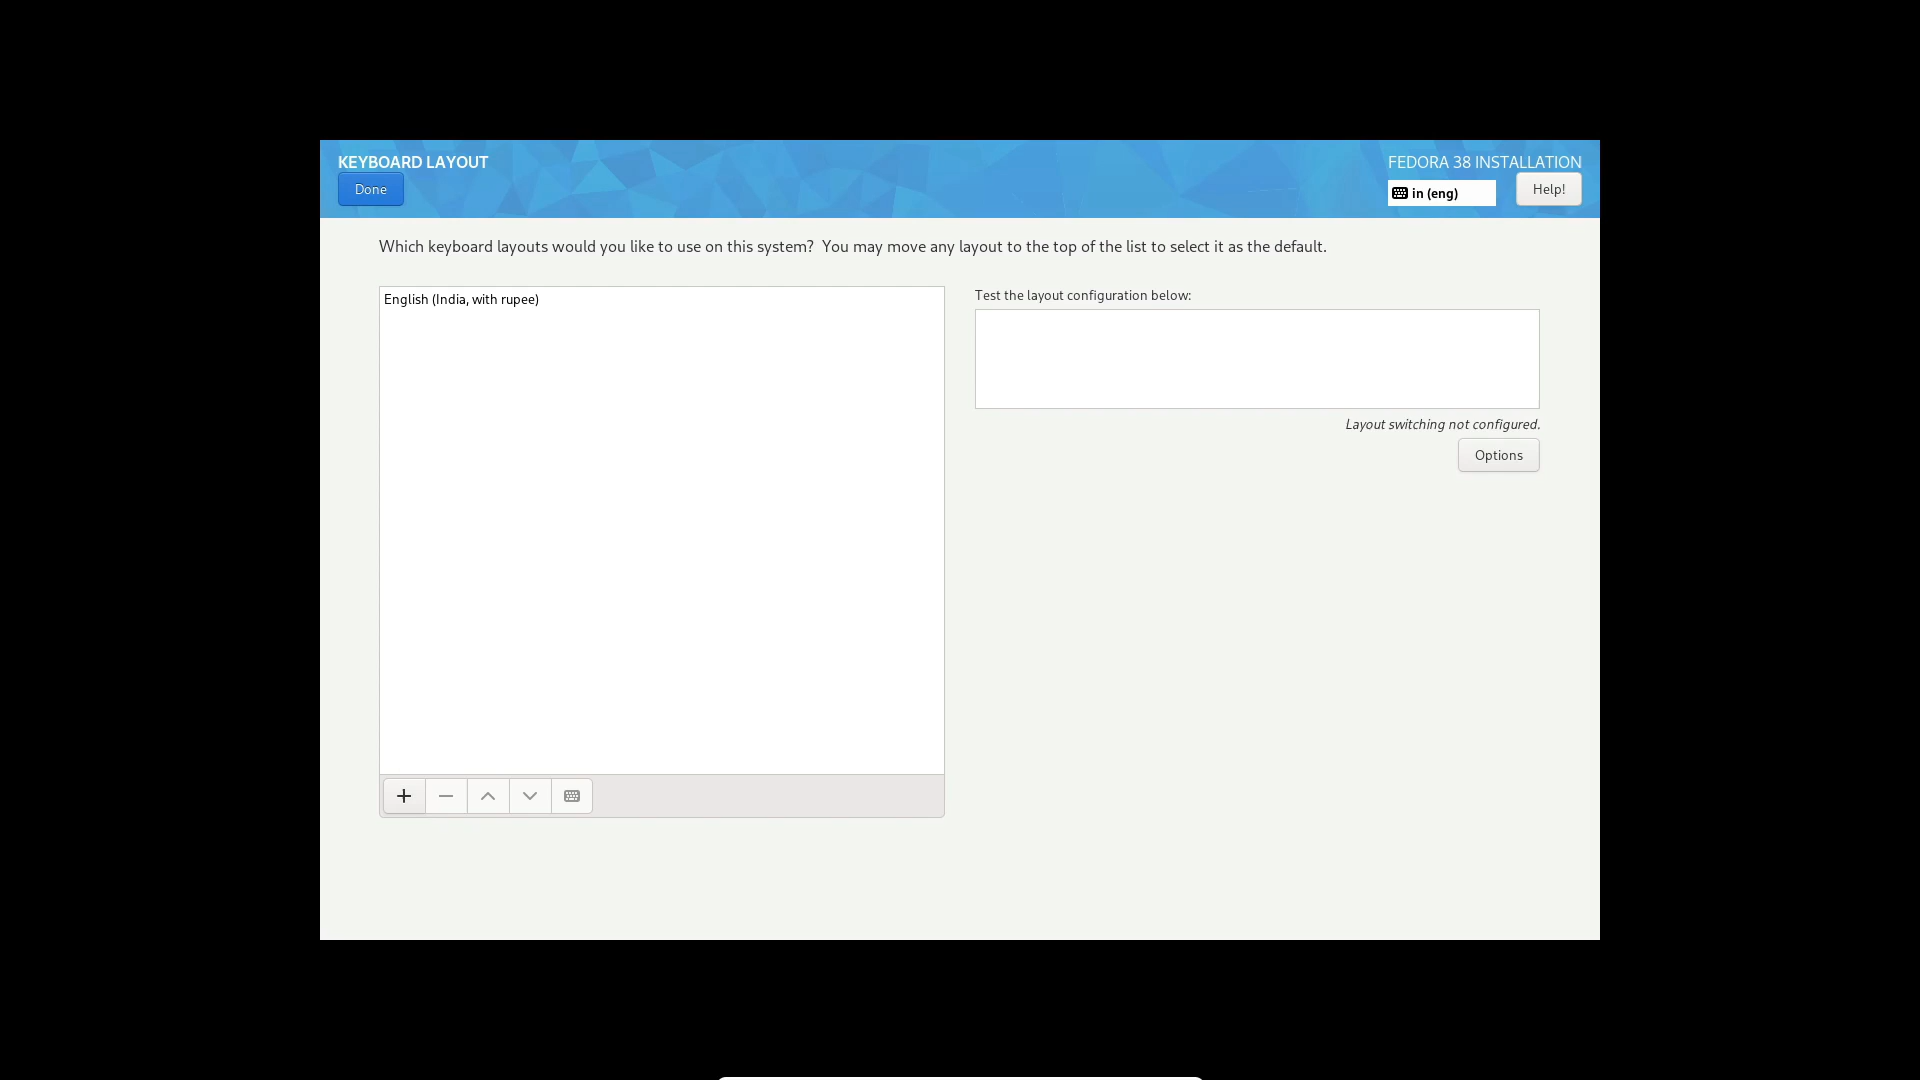 KEYBOARD LAYOUT
FEDORA 38 INSTALLATION
Done
in (eng)
Help!
Which keyboard layouts would you like to use on this system?  You may move any layout to the top of the list to select it as the default.
English (India, with rupee)
Test the layout configuration below:
Layout switching not configured.
Options